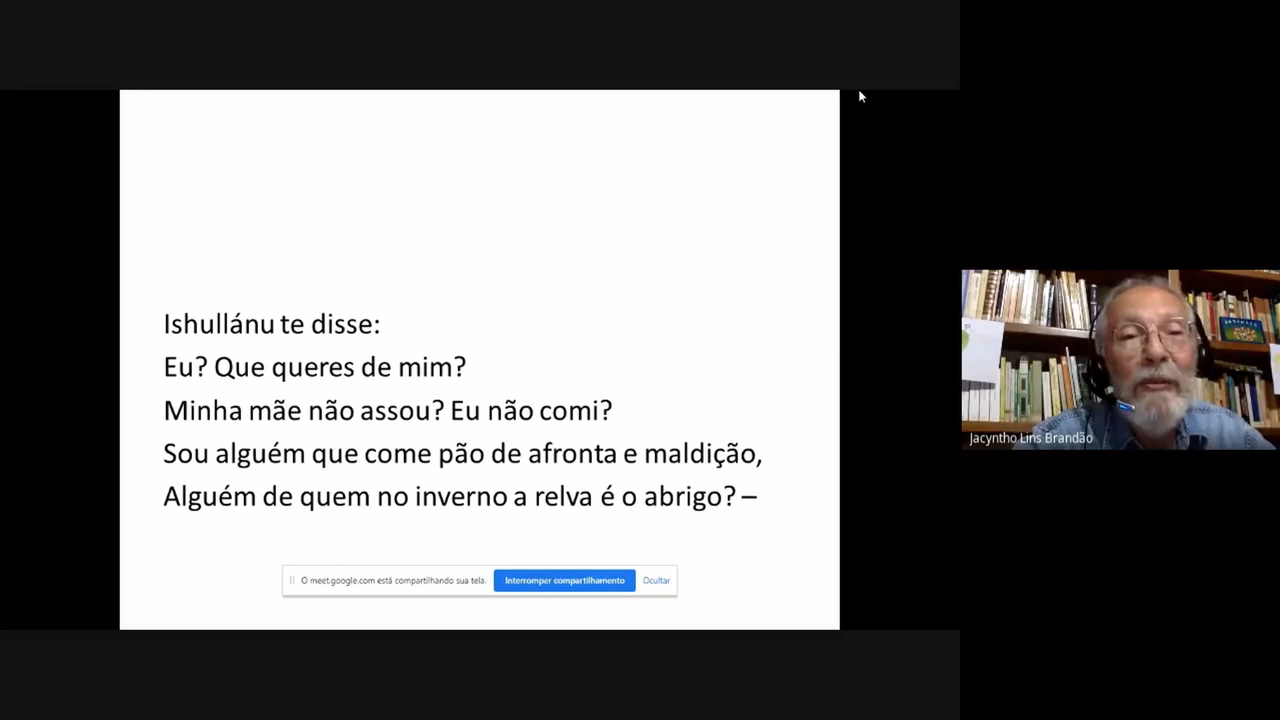 Ishullánu te disse:
Eu? Que queres de mim?
Minha mãe não assou? Eu não comi?
Sou alguém que come pão de afronta e maldição,
Alguém de quem no inverno a relva é o abrigo? –
O meet.google.com está compartilhando sua tela. Interromper compartilhamento Ocultar
Jacyntho Lins Brandão